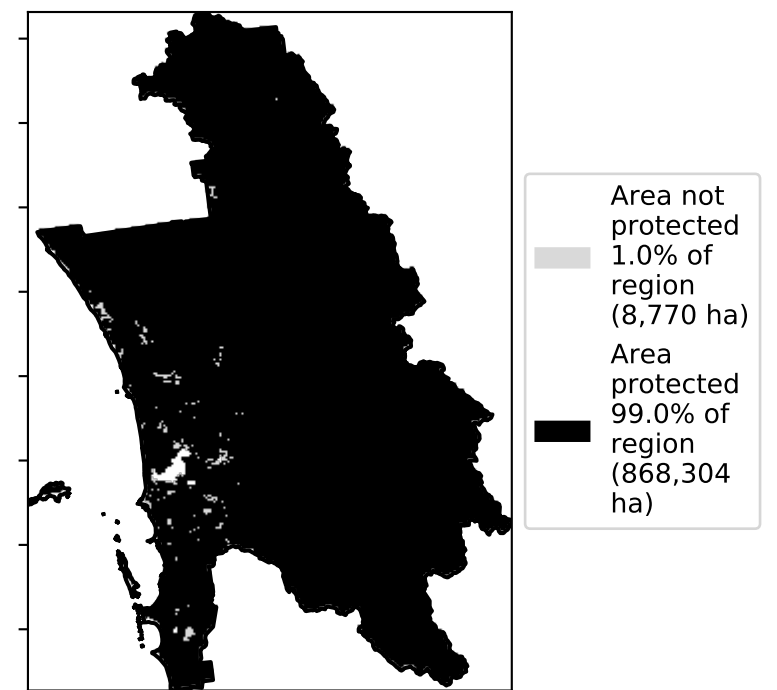 Area not
protected
1.0% of
region
(8,770 ha)
Area
protected
99.0% of
region
(868,304
ha)